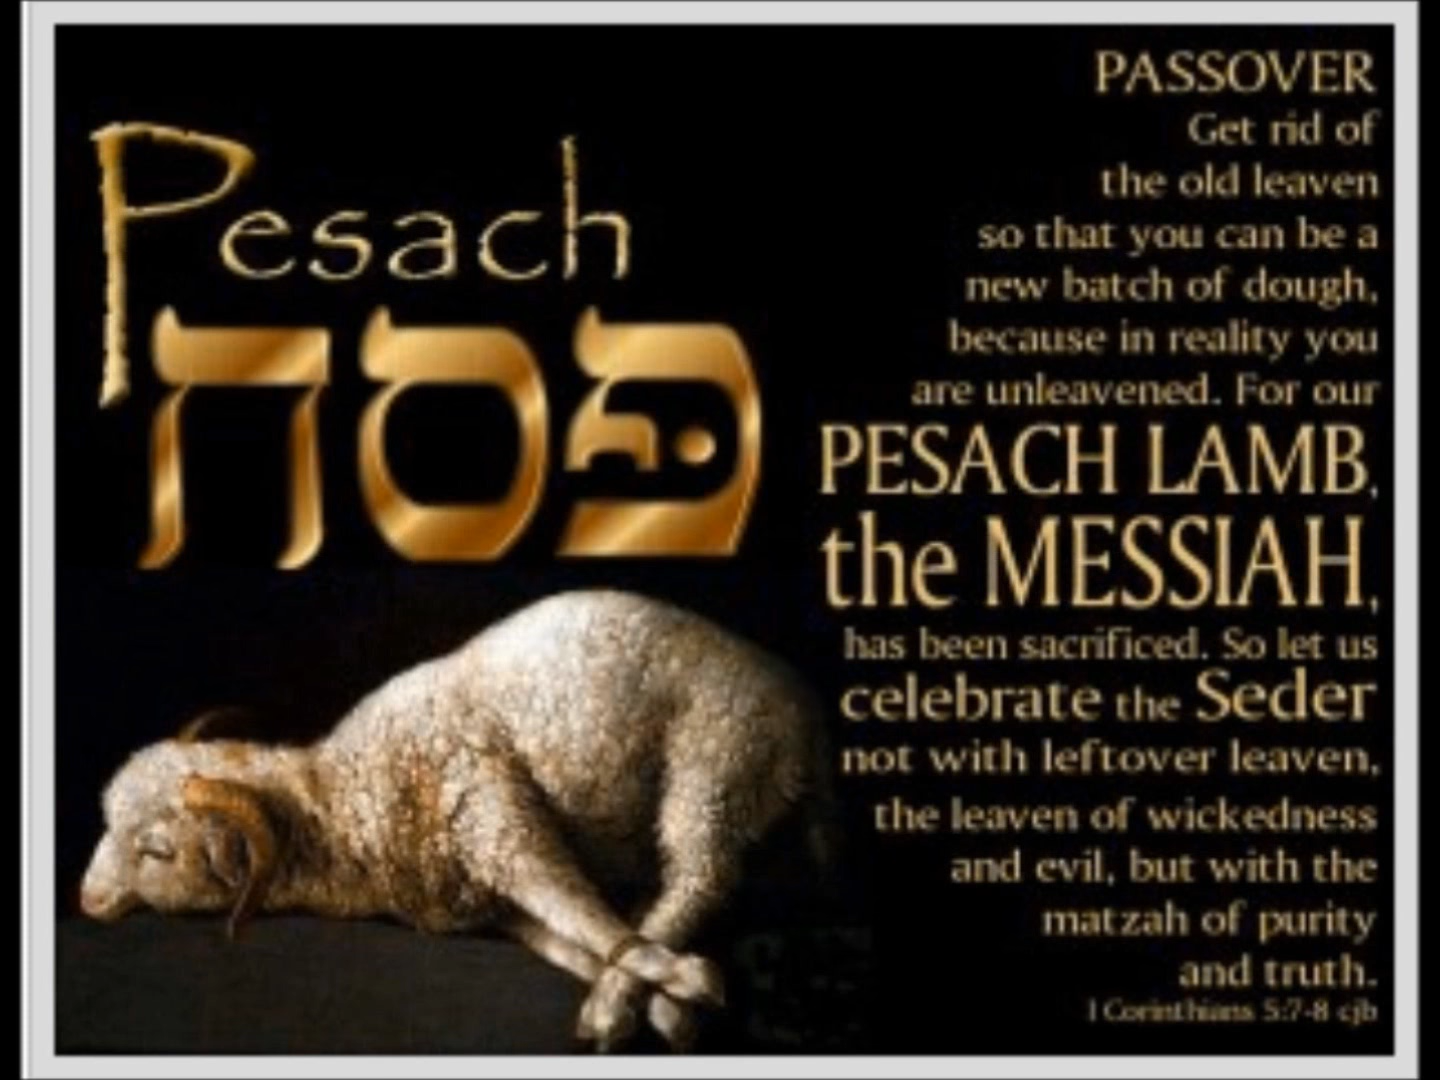 Pesach
פסח
PASSOVER
Get rid of
the old leaven
so that you can be a
new batch of dough,
because in reality you
are unleavened. For our
PESACH LAMB,
the MESSIAH,
has been sacrificed. So let us
celebrate the Seder
not with leftover leaven,
the leaven of wickedness
and evil, but with the
matzah of purity
and truth.
1 Corinthians 5:7-8 cjb